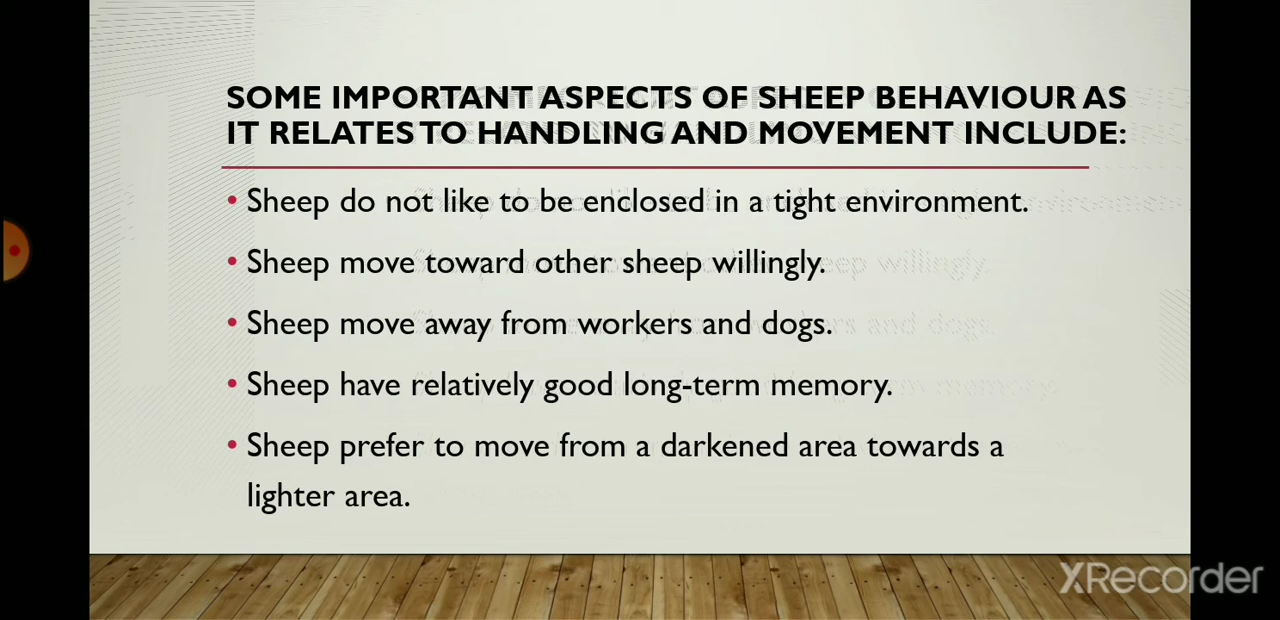 SOME IMPORTANT ASPECTS OF SHEEP BEHAVIOUR AS
IT RELATES TO HANDLING AND MOVEMENT INCLUDE:
• Sheep do not like to be enclosed in a tight environment.
• Sheep move toward other sheep willingly.
• Sheep move away from workers and dogs.
• Sheep have relatively good long-term memory.
• Sheep prefer to move from a darkened area towards a
lighter area.
XRecorder